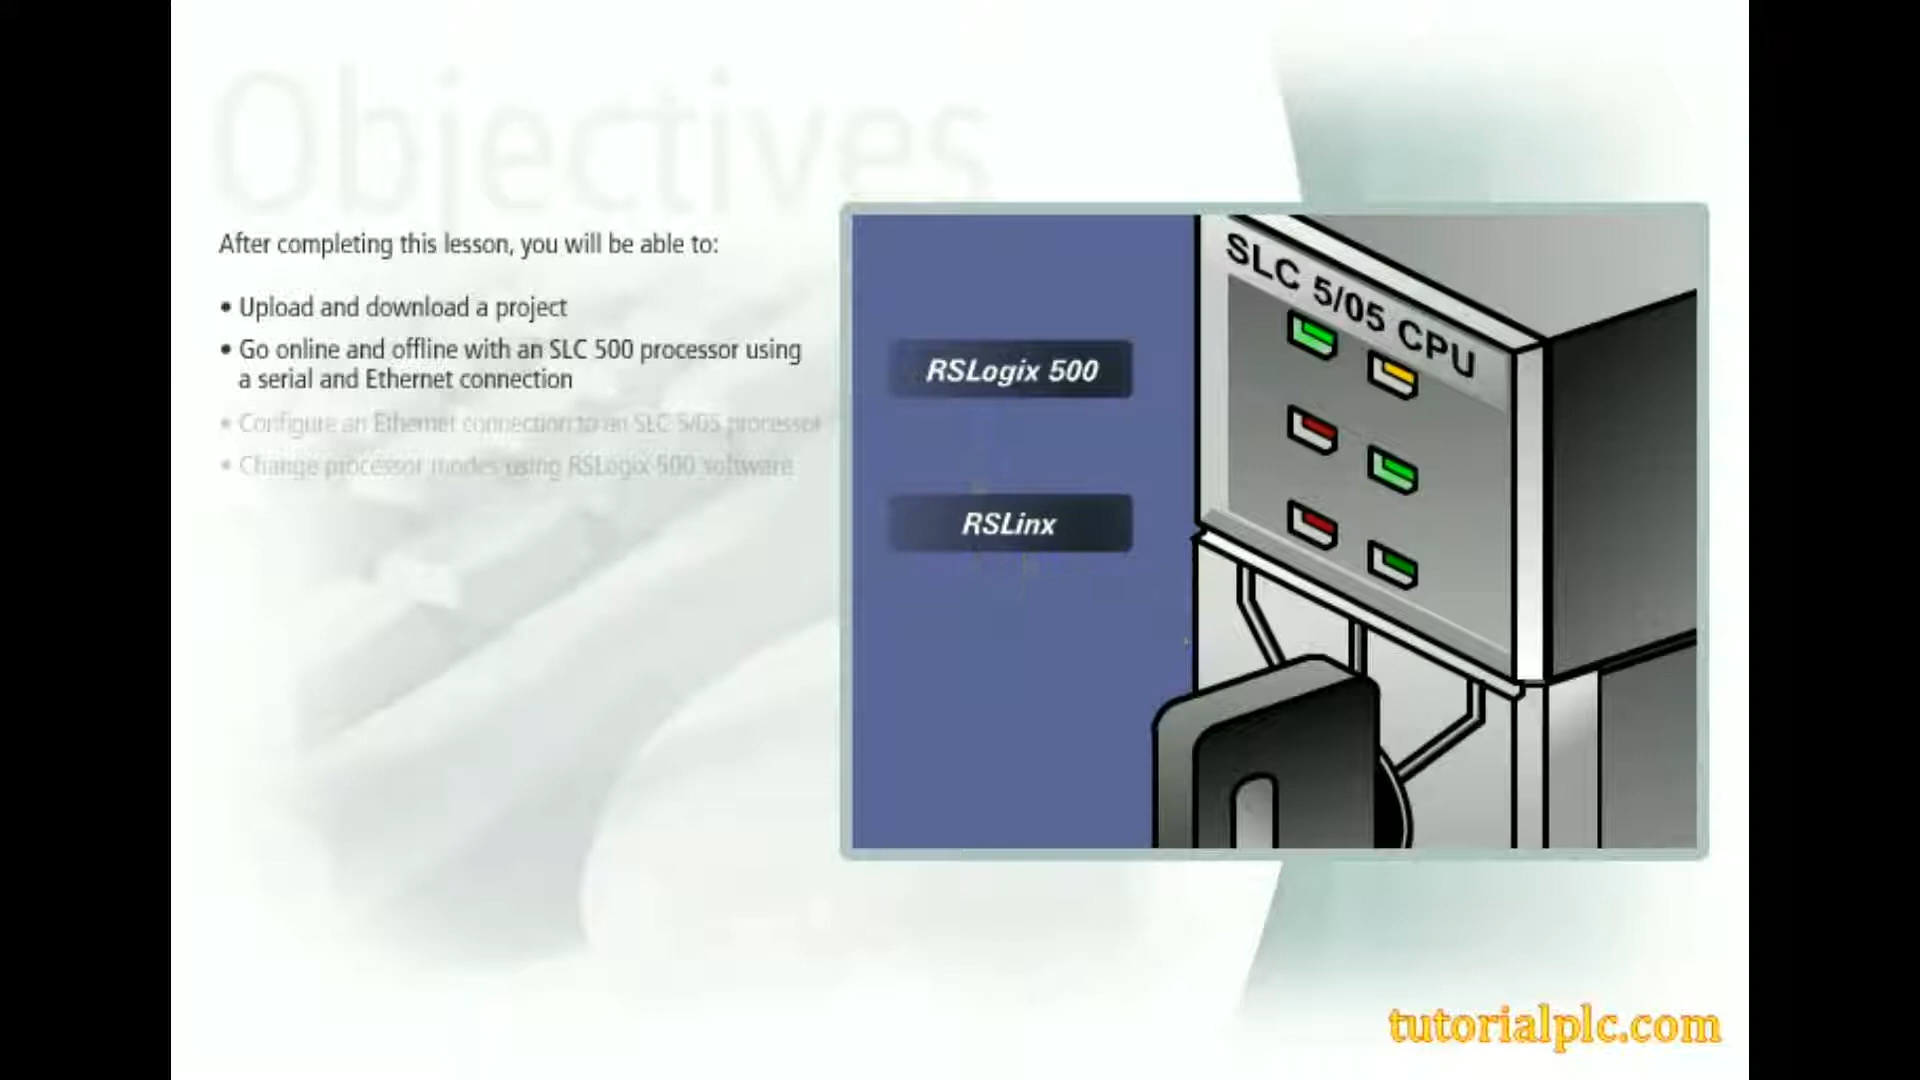 Objectives
After completing this lesson, you will be able to:
• Upload and download a project
• Go online and offline with an SLC 500 processor using
a serial and Ethernet connection
• Configure an Ethernet connection to an SLC 5/05 processor
• Change processor modes using RSLogix 500 software
SLC 5/05 CPU
RSLogix 500
RSLinx
tutorialplc.com